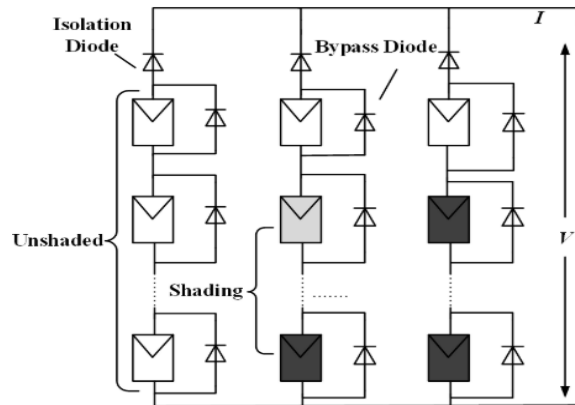 Isolation
Diode
Bypass Diode
I
Unshaded
Shading
V